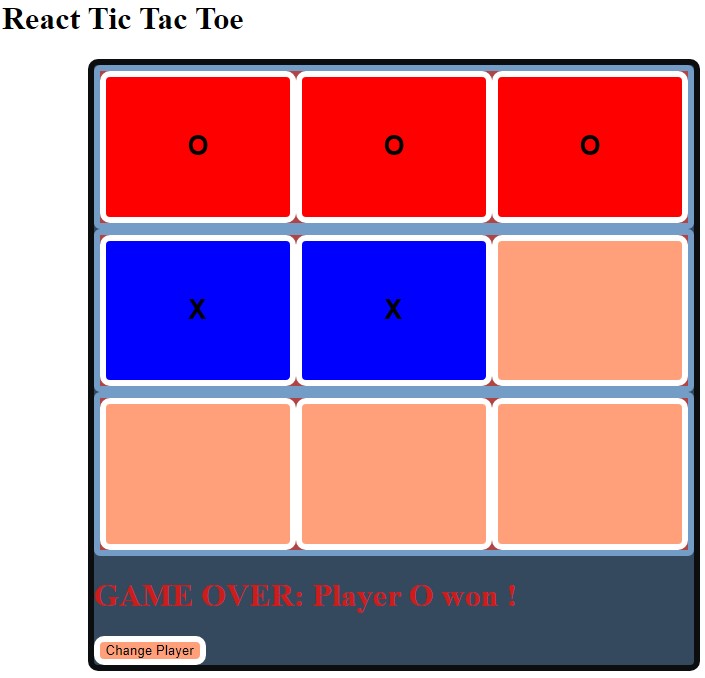 React Tic Tac Toe
O O O
X X
GAME OVER: Player O won !
Change Player